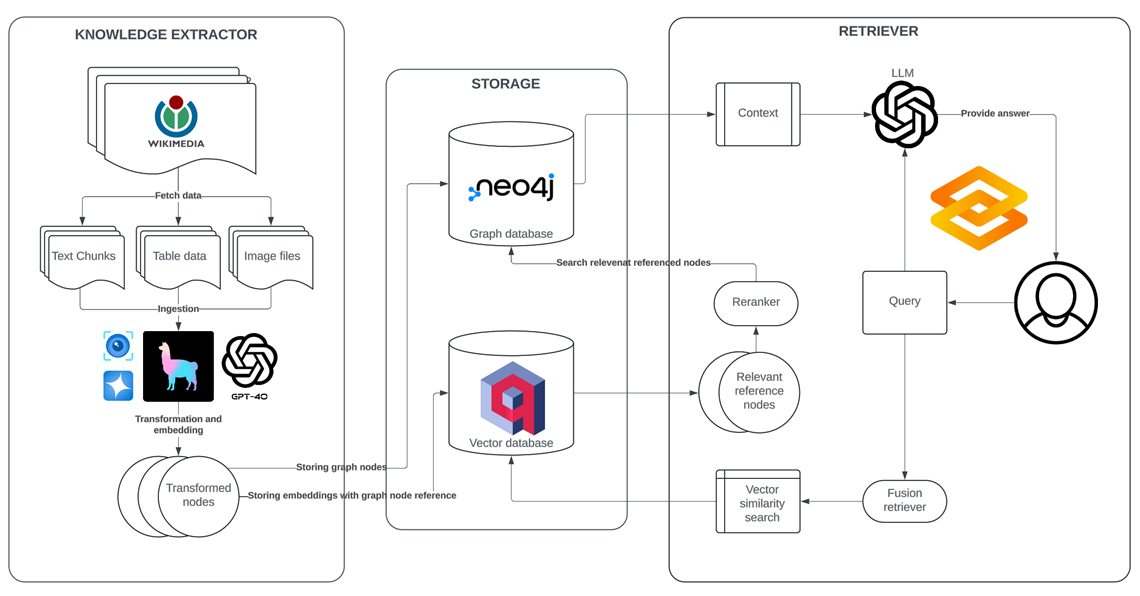 KNOWLEDGE EXTRACTOR
WIKIMEDIA
Fetch data
Text Chunks
Table data
Image files
Ingestion
GPT-4O
Transformation and
embedding
Transformed
nodes
Storing graph nodes
Storing embeddings with graph node reference
STORAGE
neo4j
Graph database
Search relevenat referenced nodes
Vector database
RETRIEVER
Context
LLM
Provide answer
Query
Reranker
Relevant
reference
nodes
Vector
similarity
search
Fusion
retriever